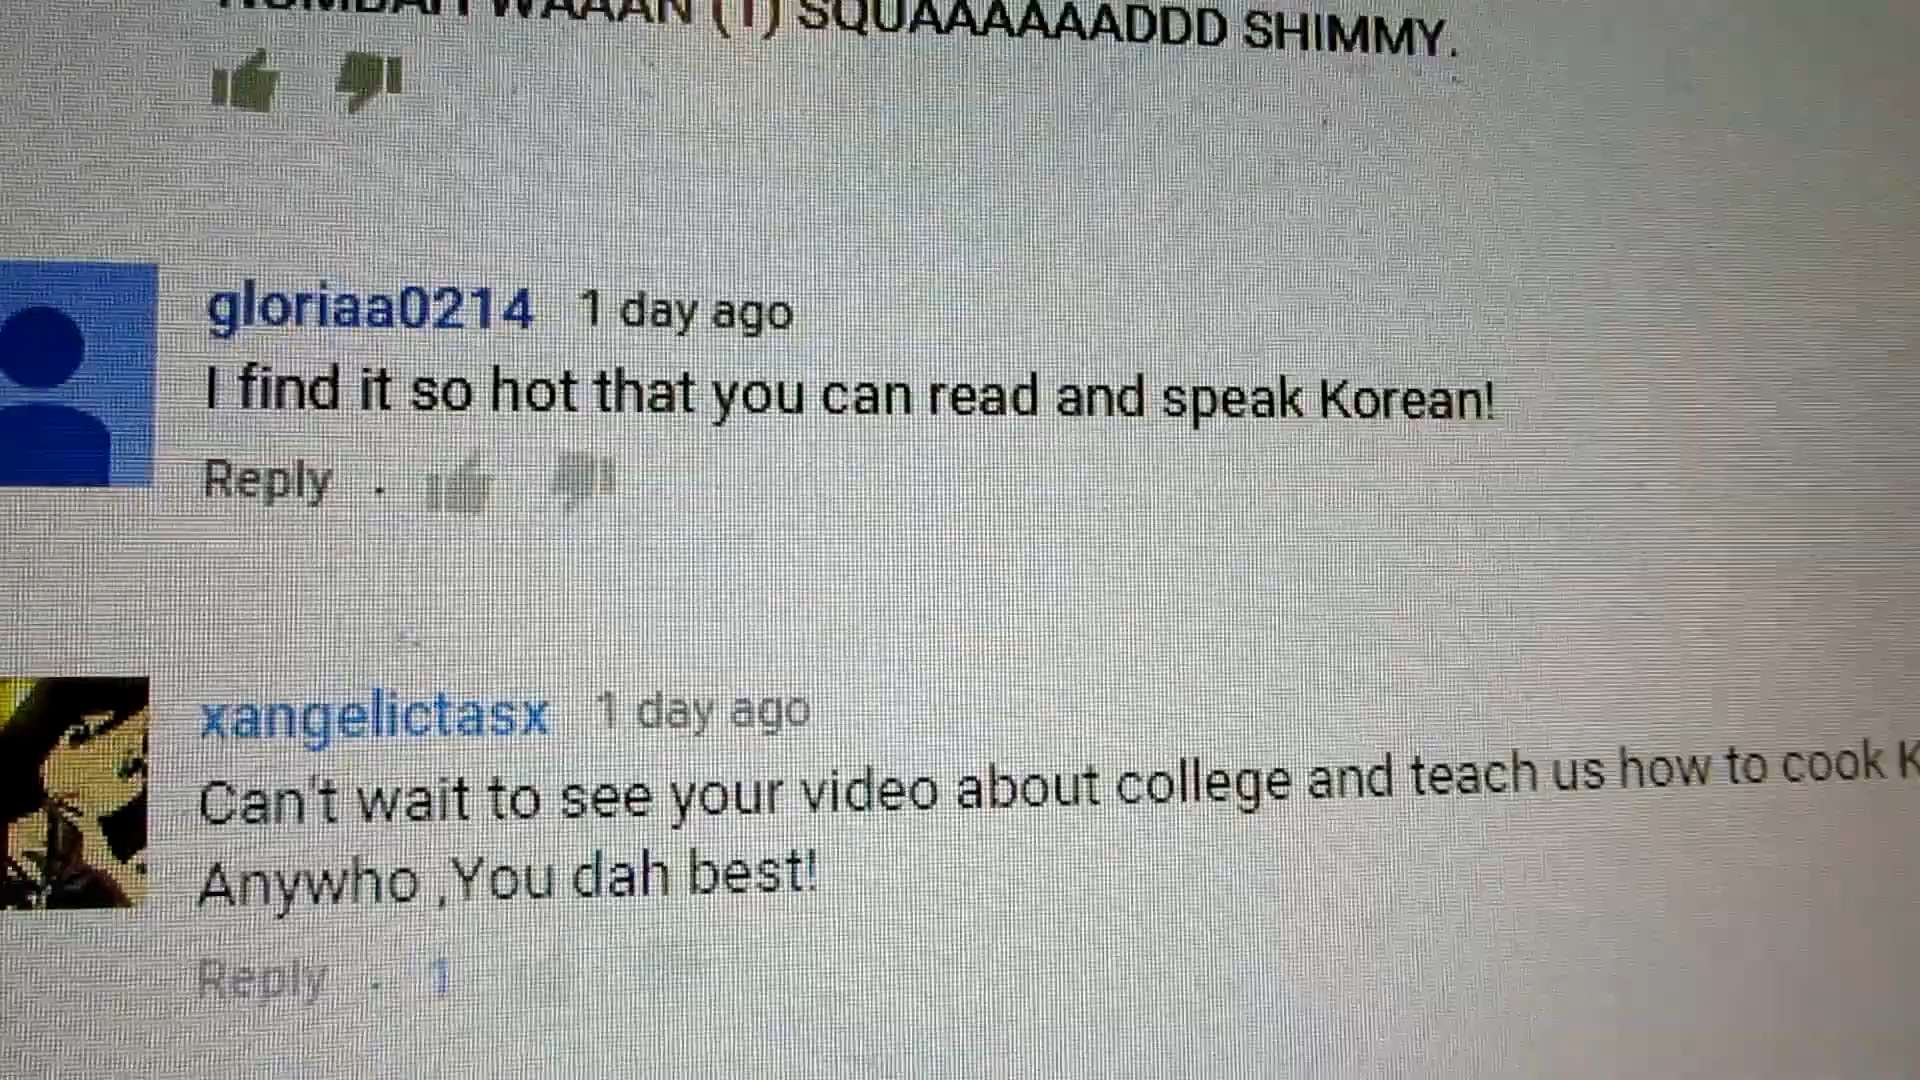 WAAAN (1) SQUAAAAAADDD SHIMMY.
gloriaa0214 1 day ago
I find it so hot that you can read and speak Korean!
Reply .
xangelictasx 1 day ago
Can't wait to see your video about college and teach us how to cook K
Anywho ,You dah best!
Reply . 1